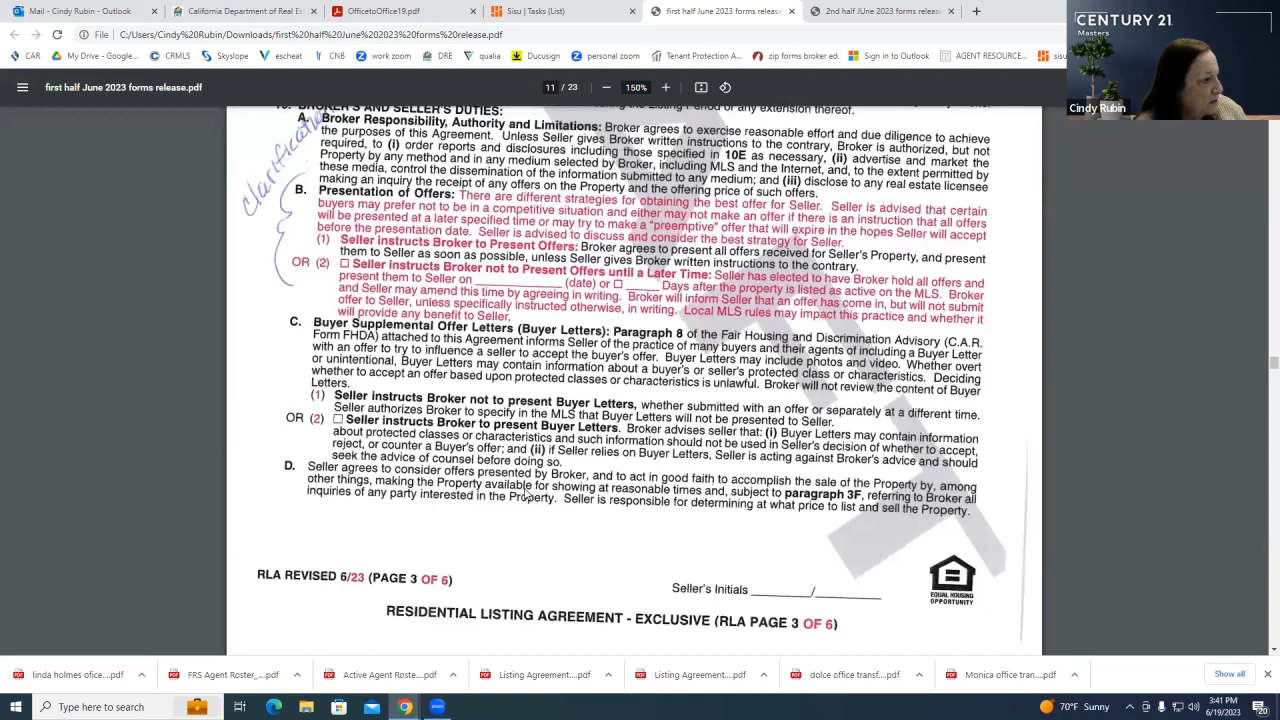 Mail - Cindy Rubin - Outlook
California Department of Real Est
OfficetoOffice19.pdf
Sisu | Tasks (List)
first half June 2023 forms release
2nd half JUne 2023 forms release
File
C:/Users/Cindy%20Rubin/Downloads/first%20half%20June%202023%20forms%20release.pdf
CAR
My Drive - Google...
CRMLS
Skyslope
escheat
CNB
zoom
DRE
qualia
Ducusign
personal zoom
Tenant Protection A...
zip forms broker ed
Sign in to Outlook
AGENT RESOURCE...
sisu
CENTURY 21
Masters
Cindy Rubin
first half June 2023 forms release.pdf
11 / 23
150%
BROKER'S AND SELLER'S DUTIES:
the Listing Period or any extension thereof.
Clarification
A. Broker Responsibility, Authority and Limitations: Broker agrees to exercise reasonable effort and due diligence to achieve
the purposes of this Agreement. Unless Seller gives Broker written instructions to the contrary, Broker is authorized, but not
required, to (i) order reports and disclosures including those specified in 10E as necessary, (ii) advertise and market the
Property by any method and in any medium selected by Broker, including MLS and the Internet, and, to the extent permitted by
these media, control the dissemination of the information submitted to any medium; and (iii) disclose to any real estate licensee
making an inquiry the receipt of any offers on the Property and the offering price of such offers.
B. Presentation of Offers: There are different strategies for obtaining the best offer for Seller. Seller is advised that certain
buyers may prefer not to be in a competitive situation and either may not make an offer if there is an instruction that all offers
will be presented at a later specified time or may try to make a "preemptive" offer that will expire in the hopes Seller will accept
before the presentation date. Seller is advised to discuss and consider the best strategy for Seller.
(1) Seller instructs Broker to Present Offers: Broker agrees to present all offers received for Seller's Property, and present
them to Seller as soon as possible, unless Seller gives Broker written instructions to the contrary.
OR (2) ☐ Seller instructs Broker not to Present Offers until a Later Time: Seller has elected to have Broker hold all offers and
present them to Seller on ______________ (date) or ☐ _____ Days after the property is listed as active on the MLS. Broker
and Seller may amend this time by agreeing in writing. Broker will inform Seller that an offer has come in, but will not submit
offer to Seller, unless specifically instructed otherwise, in writing. Local MLS rules may impact this practice and whether it
will provide any benefit to Seller.
C. Buyer Supplemental Offer Letters (Buyer Letters): Paragraph 8 of the Fair Housing and Discrimination Advisory (C.A.R.
Form FHDA) attached to this Agreement informs Seller of the practice of many buyers and their agents of including a Buyer Letter
with an offer to try to influence a seller to accept the buyer's offer. Buyer Letters may include photos and video. Whether overt
or unintentional, Buyer Letters may contain information about a buyer's or seller's protected class or characteristics. Deciding
whether to accept an offer based upon protected classes or characteristics is unlawful. Broker will not review the content of Buyer
Letters.
(1) Seller instructs Broker not to present Buyer Letters, whether submitted with an offer or separately at a different time.
Seller authorizes Broker to specify in the MLS that Buyer Letters will not be presented to Seller.
OR (2) ☐ Seller instructs Broker to present Buyer Letters. Broker advises seller that: (i) Buyer Letters may contain information
about protected classes or characteristics and such information should not be used in Seller's decision of whether to accept,
reject, or counter a Buyer's offer; and (ii) if Seller relies on Buyer Letters, Seller is acting against Broker's advice and should
seek the advice of counsel before doing so.
D. Seller agrees to consider offers presented by Broker, and to act in good faith to accomplish the sale of the Property by, among
other things, making the Property available for showing at reasonable times and, subject to paragraph 3F, referring to Broker all
inquiries of any party interested in the Property. Seller is responsible for determining at what price to list and sell the Property.
RLA REVISED 6/23 (PAGE 3 OF 6)
Seller's Initials _________/__________
EQUAL HOUSING
OPPORTUNITY
RESIDENTIAL LISTING AGREEMENT - EXCLUSIVE (RLA PAGE 3 OF 6)
linda holmes ofice....pdf
FRS Agent Roster_...pdf
Active Agent Roste....pdf
Listing Agreement....pdf
Listing Agreement....pdf
dolce office transf....pdf
Monica office tran....pdf
Show all
Type here to search
70°F Sunny
3:41 PM
6/19/2023
20